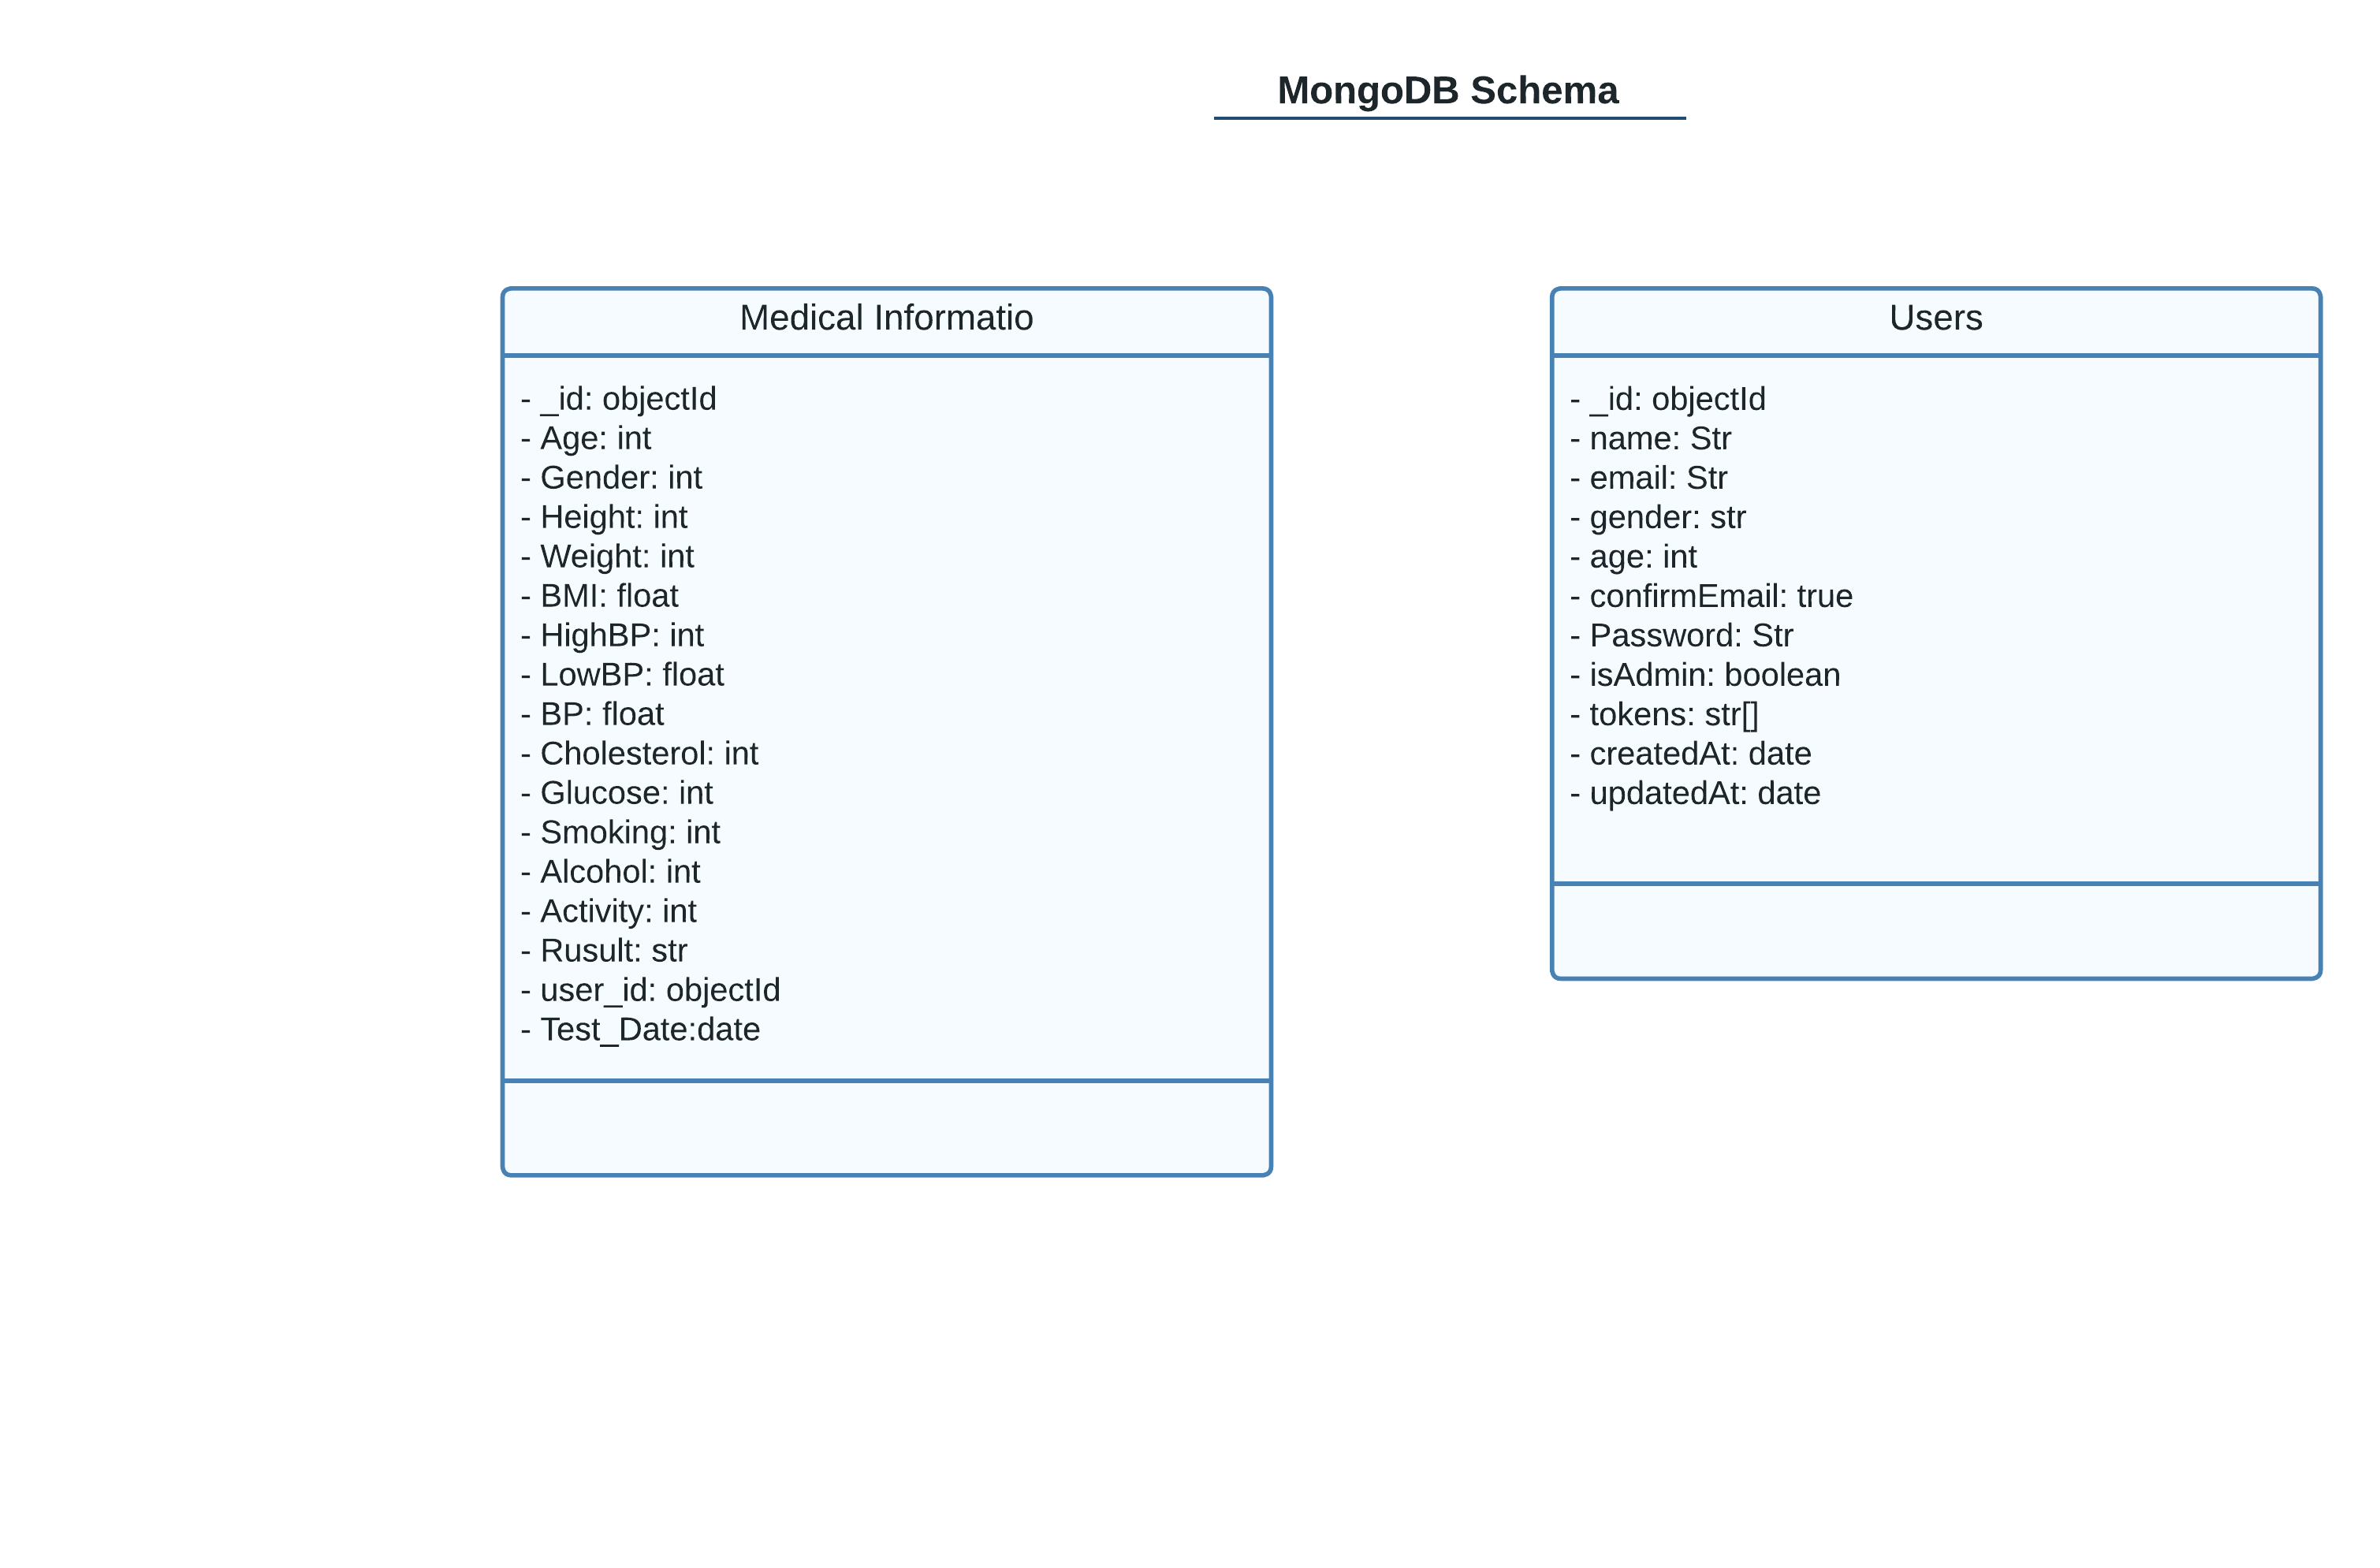 MongoDB Schema
Medical Informatio
- _id: objectId
- Age: int
- Gender: int
- Height: int
- Weight: int
- BMI: float
- HighBP: int
- LowBP: float
- BP: float
- Cholesterol: int
- Glucose: int
- Smoking: int
- Alcohol: int
- Activity: int
- Rusult: str
- user_id: objectId
- Test_Date:date
Users
- _id: objectId
- name: Str
- email: Str
- gender: str
- age: int
- confirmEmail: true
- Password: Str
- isAdmin: boolean
- tokens: str[]
- createdAt: date
- updatedAt: date